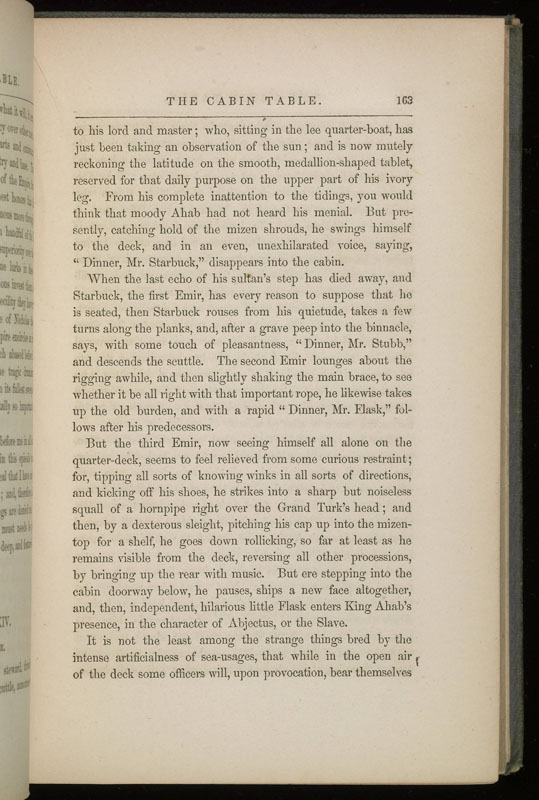 THE CABIN TABLE. 163
to his lord and master; who, sitting in the lee quarter-boat, has
just been taking an observation of the sun; and is now mutely
reckoning the latitude on the smooth, medallion-shaped tablet,
reserved for that daily purpose on the upper part of his ivory
leg. From his complete inattention to the tidings, you would
think that moody Ahab had not heard his menial. But pre-
sently, catching hold of the mizen shrouds, he swings himself
to the deck, and in an even, unexhilarated voice, saying,
“Dinner, Mr. Starbuck,” disappears into the cabin.
When the last echo of his sultan's step has died away, and
Starbuck, the first Emir, has every reason to suppose that he
is seated, then Starbuck rouses from his quietude, takes a few
turns along the planks, and, after a grave peep into the binnacle,
says, with some touch of pleasantness, “Dinner, Mr. Stubb,”
and descends the scuttle. The second Emir lounges about the
rigging awhile, and then slightly shaking the main brace, to see
whether it be all right with that important rope, he likewise takes
up the old burden, and with a rapid “Dinner, Mr. Flask,” fol-
lows after his predecessors.
But the third Emir, now seeing himself all alone on the
quarter-deck, seems to feel relieved from some curious restraint;
for, tipping all sorts of knowing winks in all sorts of directions,
and kicking off his shoes, he strikes into a sharp but noiseless
squall of a hornpipe right over the Grand Turk's head; and
then, by a dexterous sleight, pitching his cap up into the mizen-
top for a shelf, he goes down rollicking, so far at least as he
remains visible from the deck, reversing all other processions,
by bringing up the rear with music. But ere stepping into the
cabin doorway below, he pauses, ships a new face altogether,
and, then, independent, hilarious little Flask enters King Ahab's
presence, in the character of Abjectus, or the Slave.
It is not the least among the strange things bred by the
intense artificialness of sea-usages, that while in the open air
of the deck some officers will, upon provocation, bear themselves